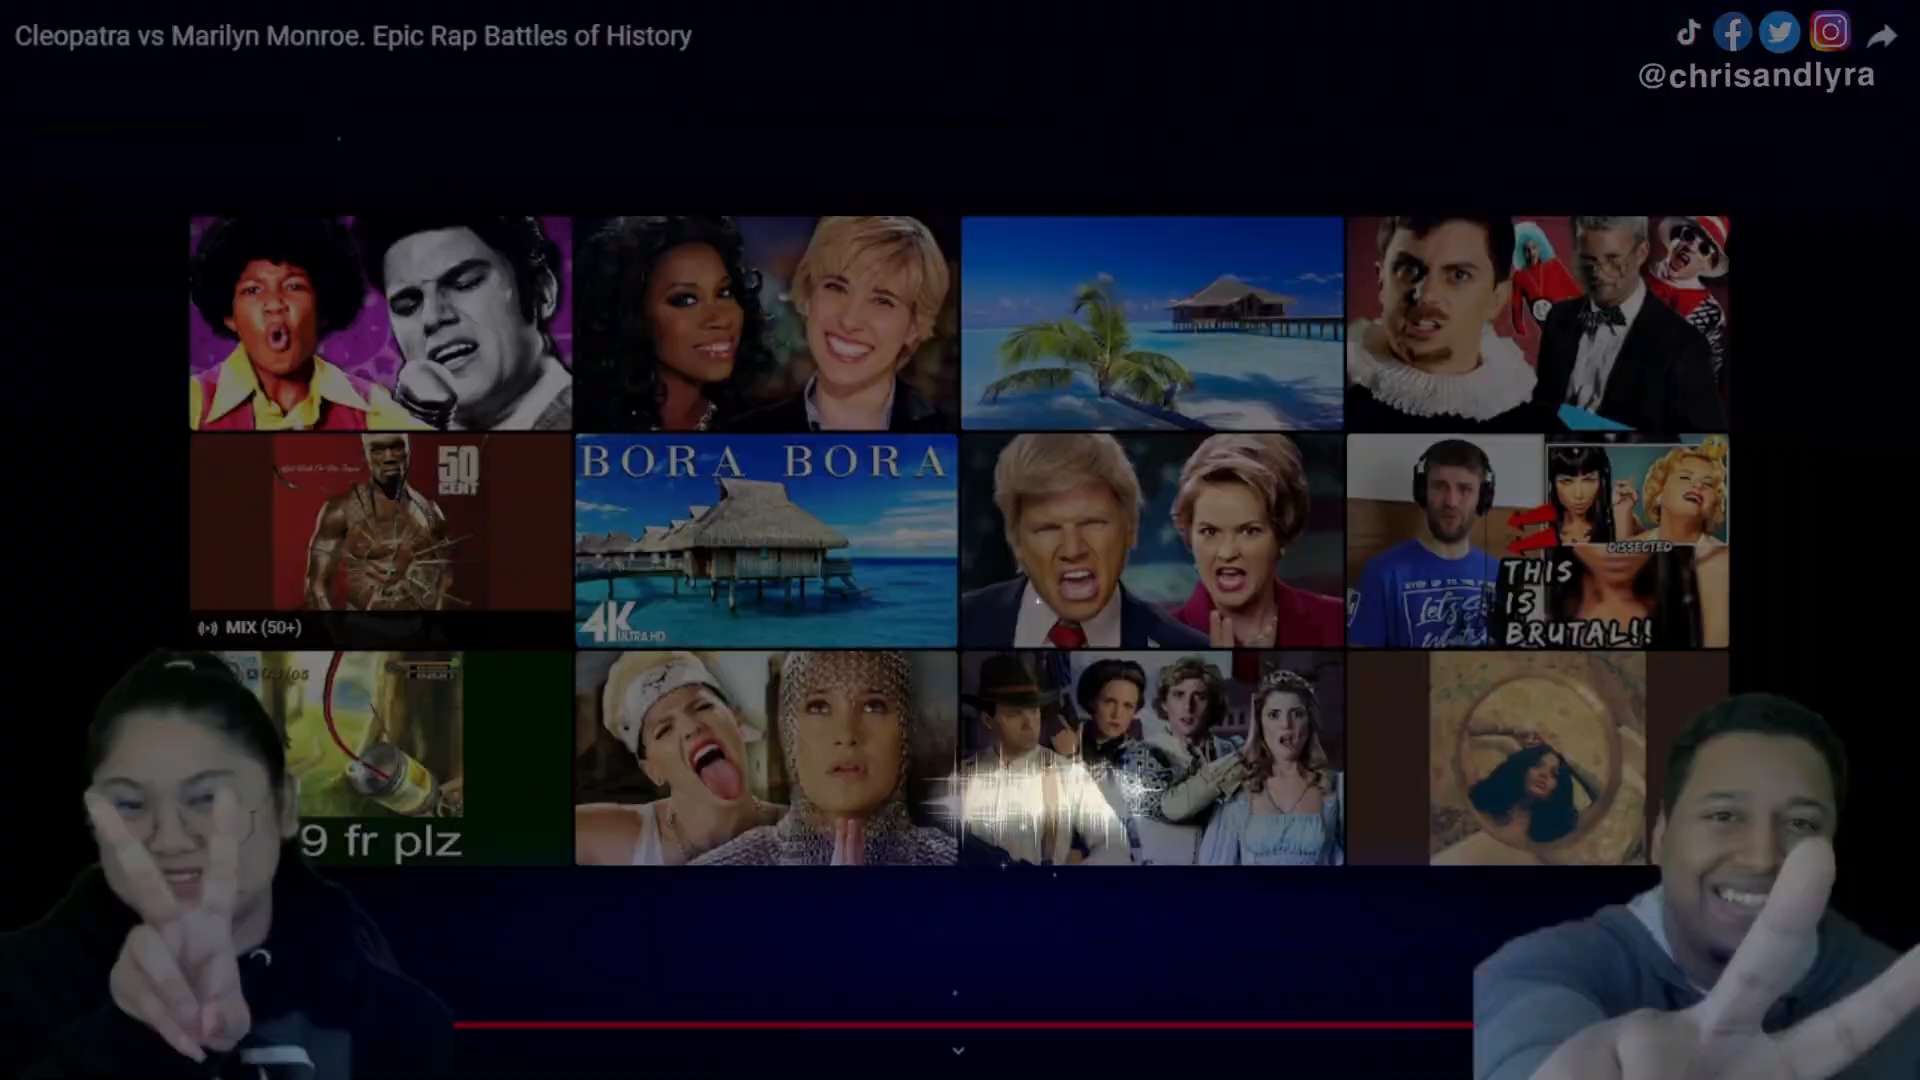 Cleopatra vs Marilyn Monroe. Epic Rap Battles of History
@chrisandlyra
50
CENT
MIX (50+)
BORA BORA
4K
ULTRA HD
DISSECTED
THIS
IS
BRUTAL!!
9 fr plz